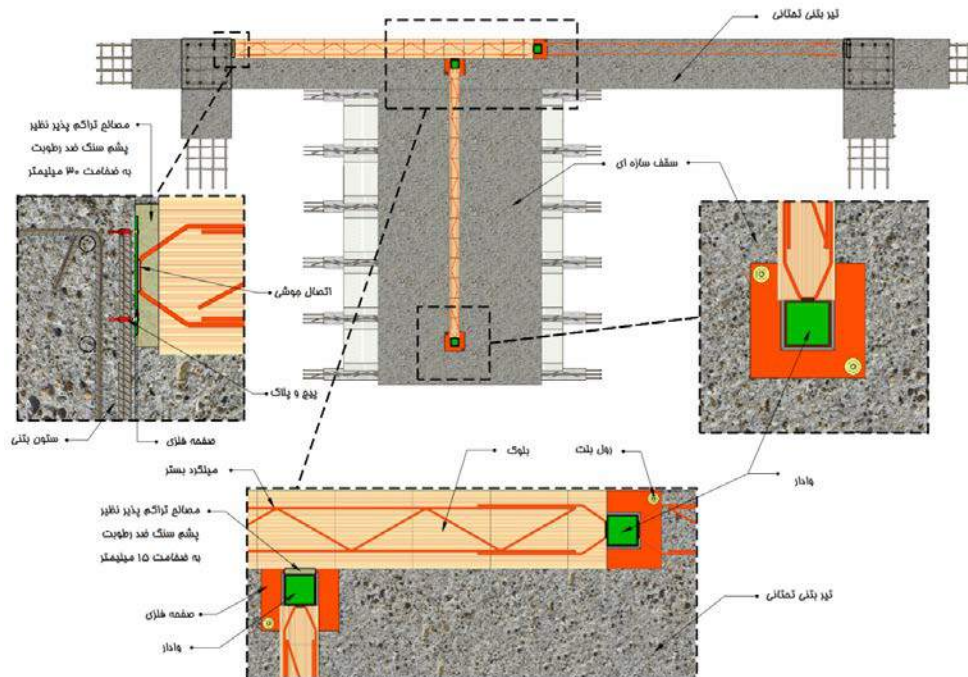 تیر بتنی تحتانی
مصالح تراکم پذیر نظیر
پشم سنگ ضد رطوبت
به ضخامت ۳۰ میلیمتر
سقف سازه ای
اتصال جوشی
پیچ و پلاک
ستون بتنی
صفحه فلزی
میلگرد بستر
بلوک
رول بلت
وادار
مصالح تراکم پذیر نظیر
پشم سنگ ضد رطوبت
به ضخامت ۱۵ میلیمتر
صفحه فلزی
وادار
تیر بتنی تحتانی